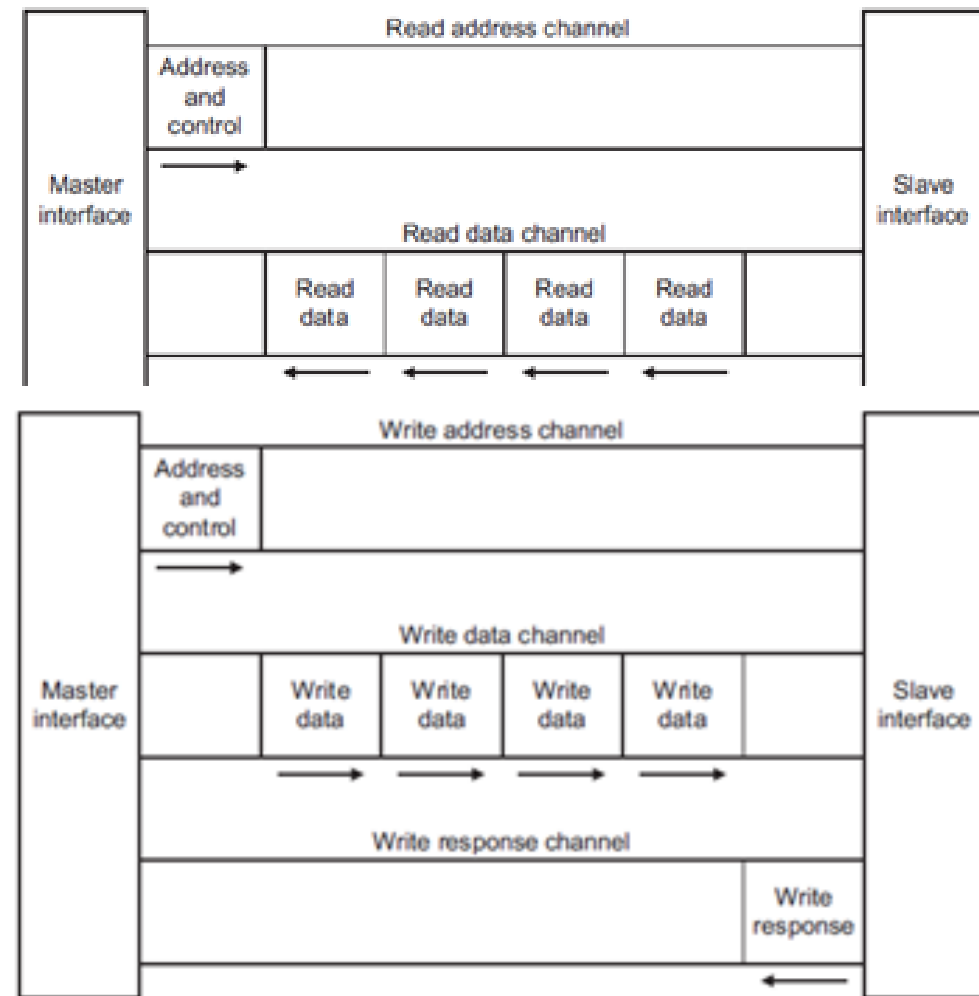 Read address channel
Address
and
control
Master
interface
Slave
interface
Read data channel
Read
data
Read
data
Read
data
Read
data
Write address channel
Address
and
control
Write data channel
Master
interface
Write
data
Write
data
Write
data
Write
data
Slave
interface
Write response channel
Write
response